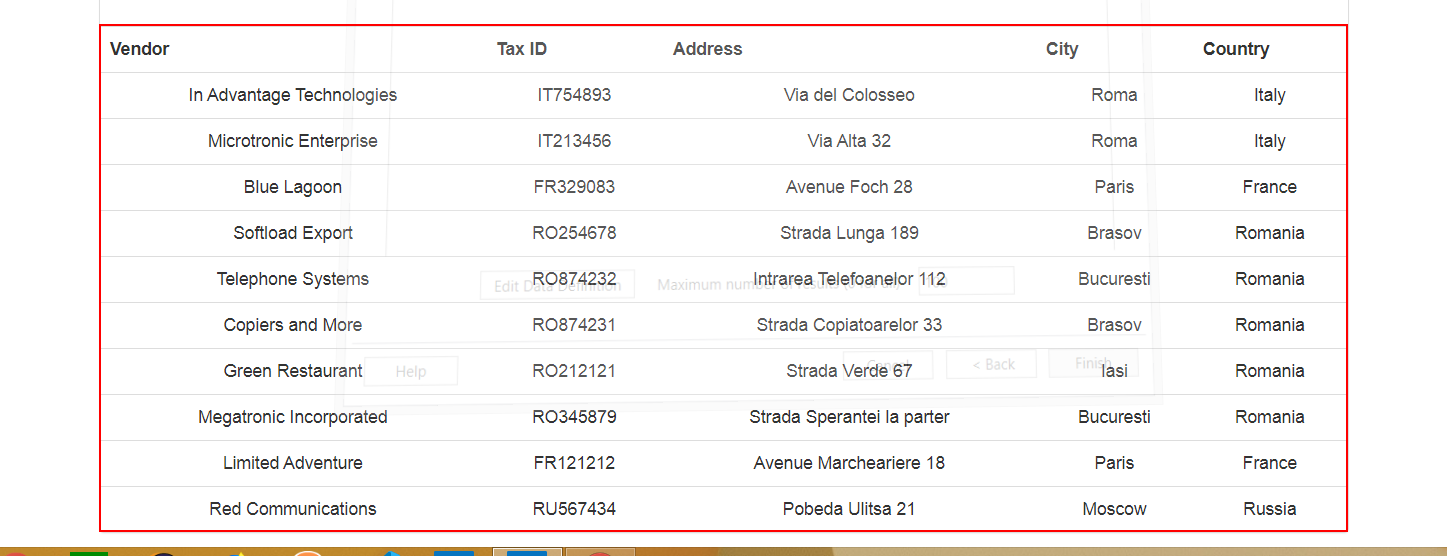 Vendor Tax ID Address City Country
In Advantage Technologies IT754893 Via del Colosseo Roma Italy
Microtronic Enterprise IT213456 Via Alta 32 Roma Italy
Blue Lagoon FR329083 Avenue Foch 28 Paris France
Softload Export RO254678 Strada Lunga 189 Brasov Romania
Telephone Systems RO874232 Intrarea Telefoanelor 112 Bucuresti Romania
Edit Data Definition Maximum number of results
Copiers and More RO874231 Strada Copiatoarelor 33 Brasov Romania
Green Restaurant RO212121 Strada Verde 67 Iasi Romania
Help Cancel < Back Finish
Megatronic Incorporated RO345879 Strada Sperantei la parter Bucuresti Romania
Limited Adventure FR121212 Avenue Marcheariere 18 Paris France
Red Communications RU567434 Pobeda Ulitsa 21 Moscow Russia